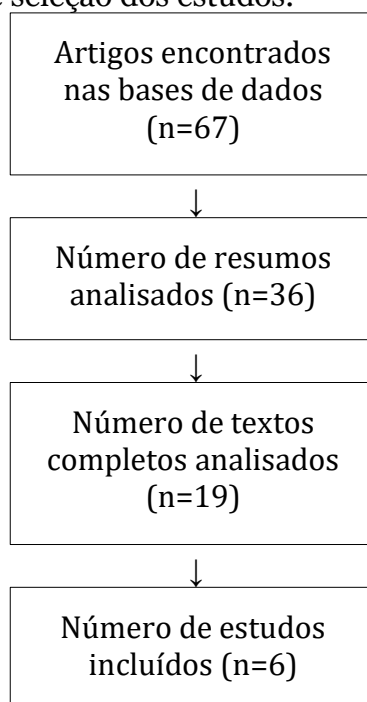 seleção dos estudos.
Artigos encontrados
nas bases de dados
(n=67)
↓
Número de resumos
analisados (n=36)
↓
Número de textos
completos analisados
(n=19)
↓
Número de estudos
incluídos (n=6)